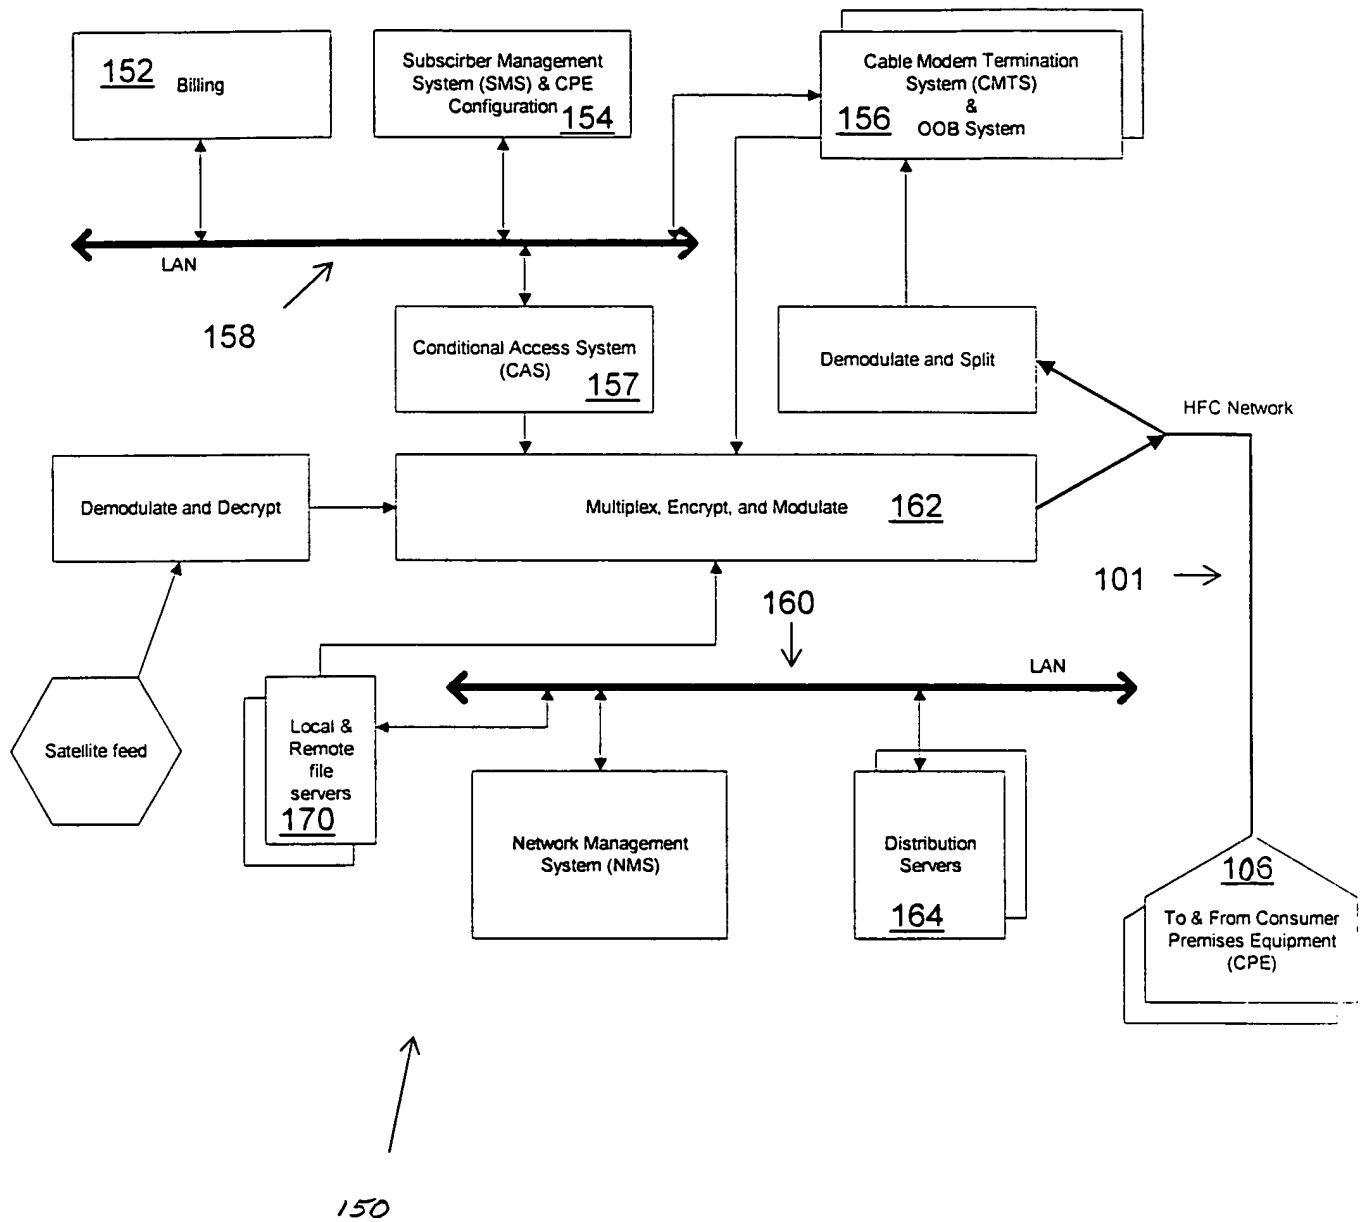 152
Billing
Subscirber Management
System (SMS) & CPE
Configuration
154
Cable Modem Termination
System (CMTS)
&
OOB System
156
LAN
158
Conditional Access System
(CAS)
157
Demodulate and Split
HFC Network
Demodulate and Decrypt
Multiplex, Encrypt, and Modulate
162
101
160
LAN
Satellite feed
Local &
Remote
file
servers
170
Network Management
System (NMS)
Distribution
Servers
164
106
To & From Consumer
Premises Equipment
(CPE)
150